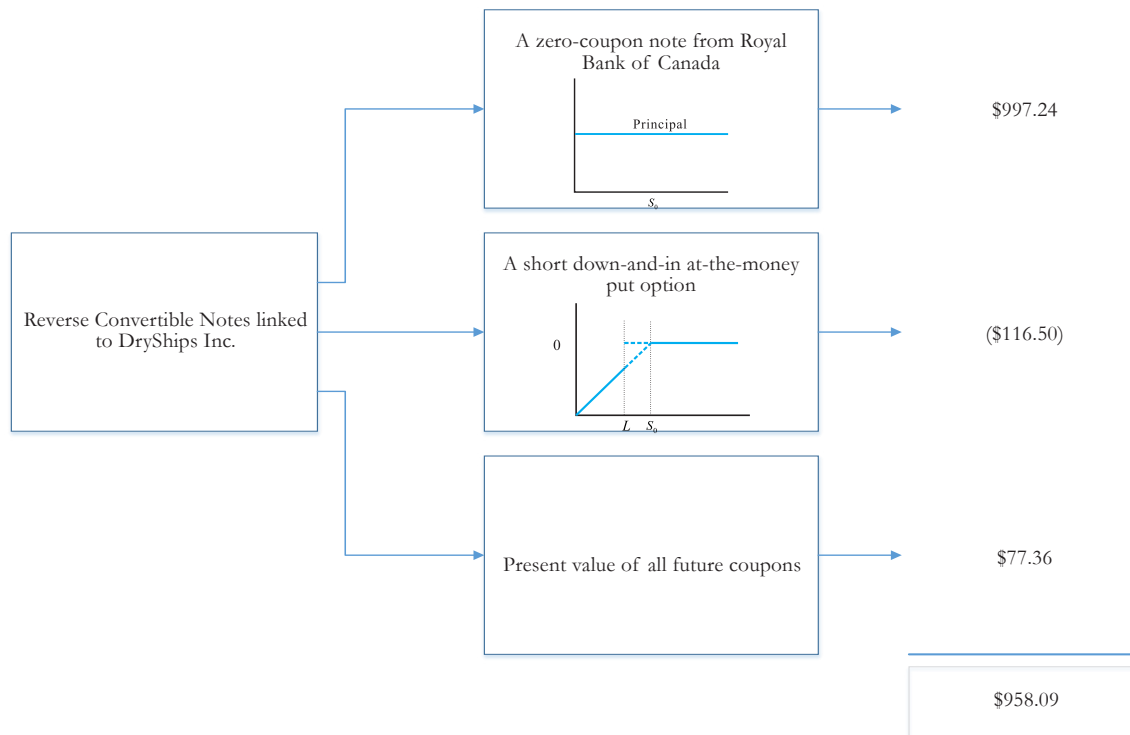 A zero-coupon note from Royal
Bank of Canada
Principal
S₀
$997.24
Reverse Convertible Notes linked
to DryShips Inc.
A short down-and-in at-the-money
put option
0
L S₀
($116.50)
Present value of all future coupons
$77.36
$958.09